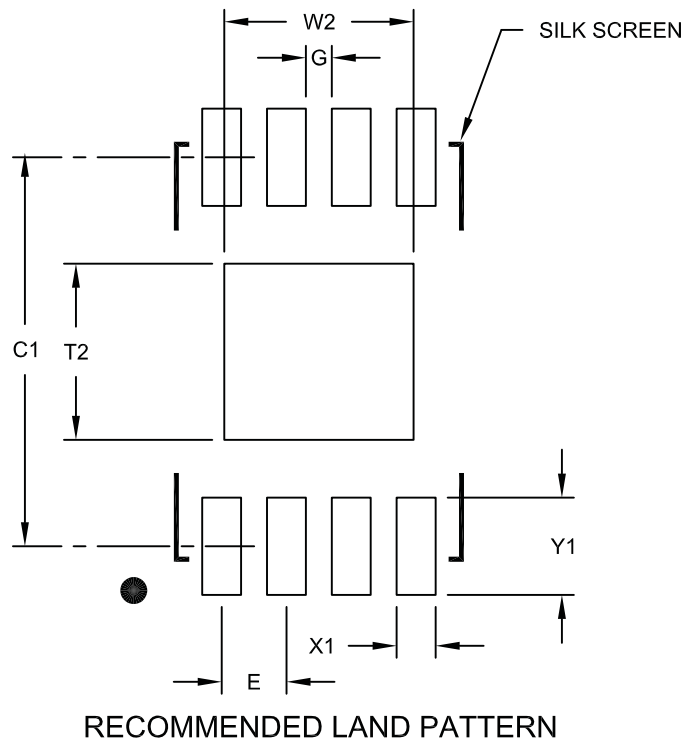 W2
SILK SCREEN
G
C1
T2
Y1
X1
E
RECOMMENDED LAND PATTERN